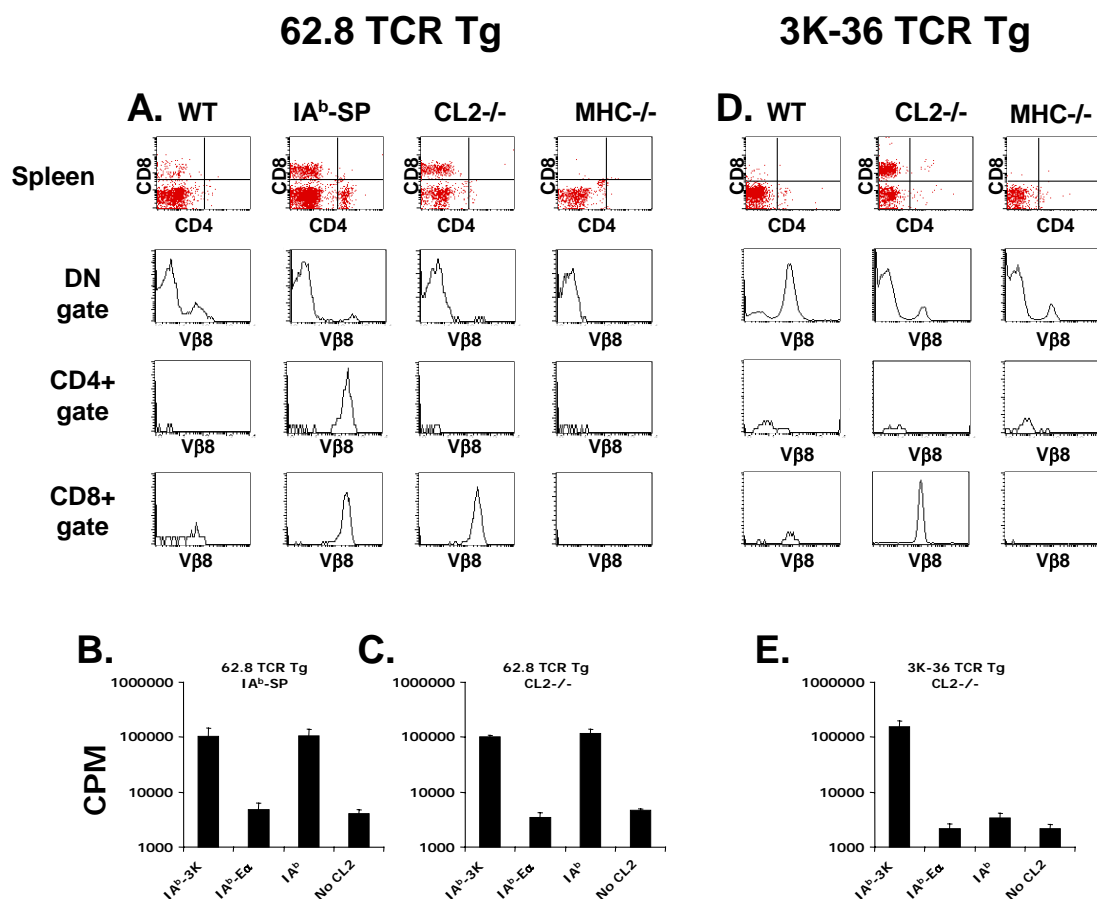 62.8 TCR Tg 3K-36 TCR Tg
A. WT IAᵇ-SP CL2-/- MHC-/- D. WT CL2-/- MHC-/-
Spleen CD8 CD8 CD8 CD8 CD8 CD8 CD8
CD4 CD4 CD4 CD4 CD4 CD4 CD4
DN
gate
Vβ8 Vβ8 Vβ8 Vβ8 Vβ8 Vβ8 Vβ8
CD4+
gate
Vβ8 Vβ8 Vβ8 Vβ8 Vβ8 Vβ8 Vβ8
CD8+
gate
Vβ8 Vβ8 Vβ8 Vβ8 Vβ8 Vβ8 Vβ8
B.
62.8 TCR Tg
IAᵇ-SP
CPM
1000000
100000
10000
1000
IAᵇ-3K IAᵇ-Eα IAᵇ No CL2
C.
62.8 TCR Tg
CL2-/-
1000000
100000
10000
1000
IAᵇ-3K IAᵇ-Eα IAᵇ No CL2
E.
3K-36 TCR Tg
CL2-/-
1000000
100000
10000
1000
IAᵇ-3K IAᵇ-Eα IAᵇ No CL2